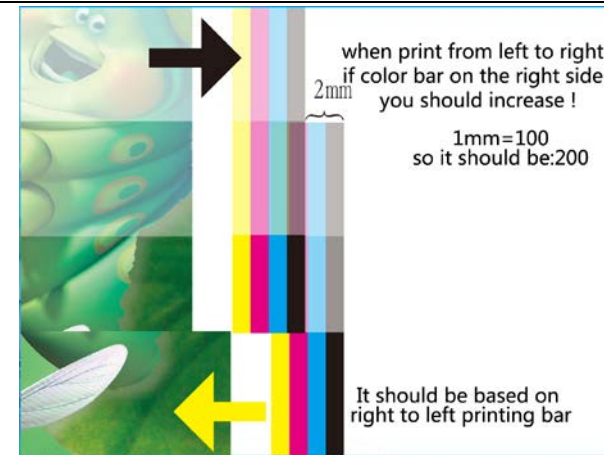 when print from left to right
if color bar on the right side
2mm
you should increase !
1mm=100
so it should be:200
It should be based on
right to left printing bar